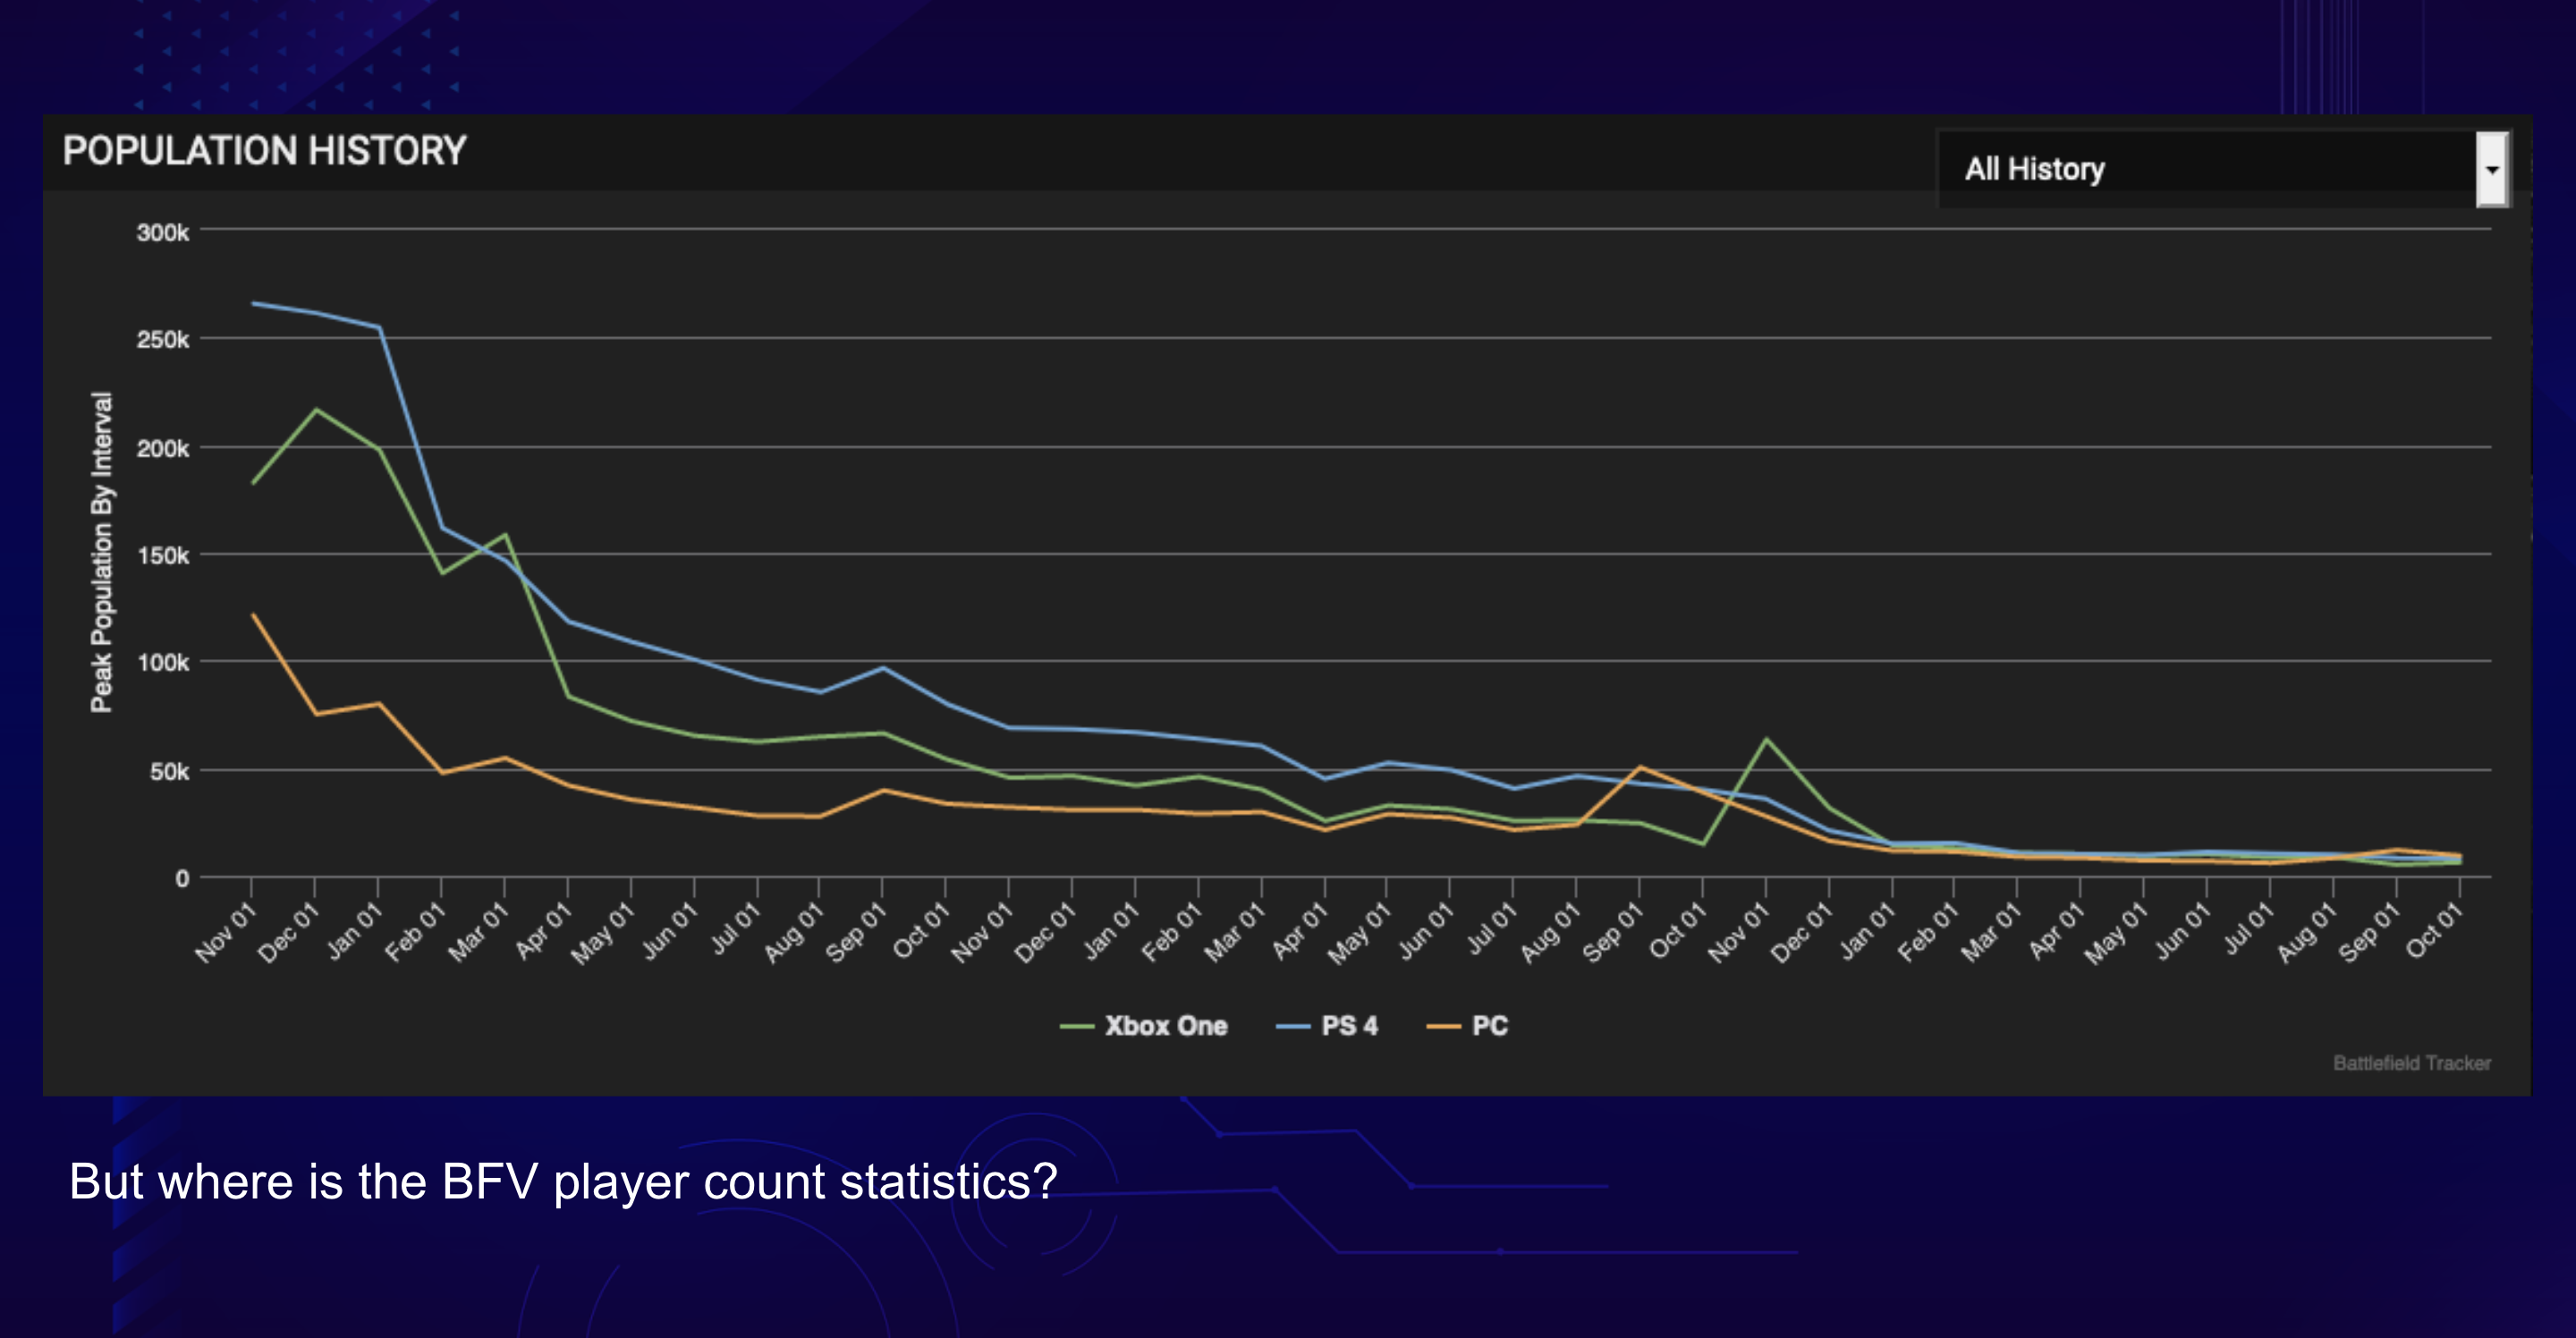 POPULATION HISTORY
All History
Peak Population By Interval
300k
250k
200k
150k
100k
50k
0
Nov 01
Dec 01
Jan 01
Feb 01
Mar 01
Apr 01
May 01
Jun 01
Jul 01
Aug 01
Sep 01
Oct 01
Nov 01
Dec 01
Jan 01
Feb 01
Mar 01
Apr 01
May 01
Jun 01
Jul 01
Aug 01
Sep 01
Oct 01
Nov 01
Dec 01
Jan 01
Feb 01
Mar 01
Apr 01
May 01
Jun 01
Jul 01
Aug 01
Sep 01
Oct 01
Xbox One PS 4 PC
Battlefield Tracker
But where is the BFV player count statistics?